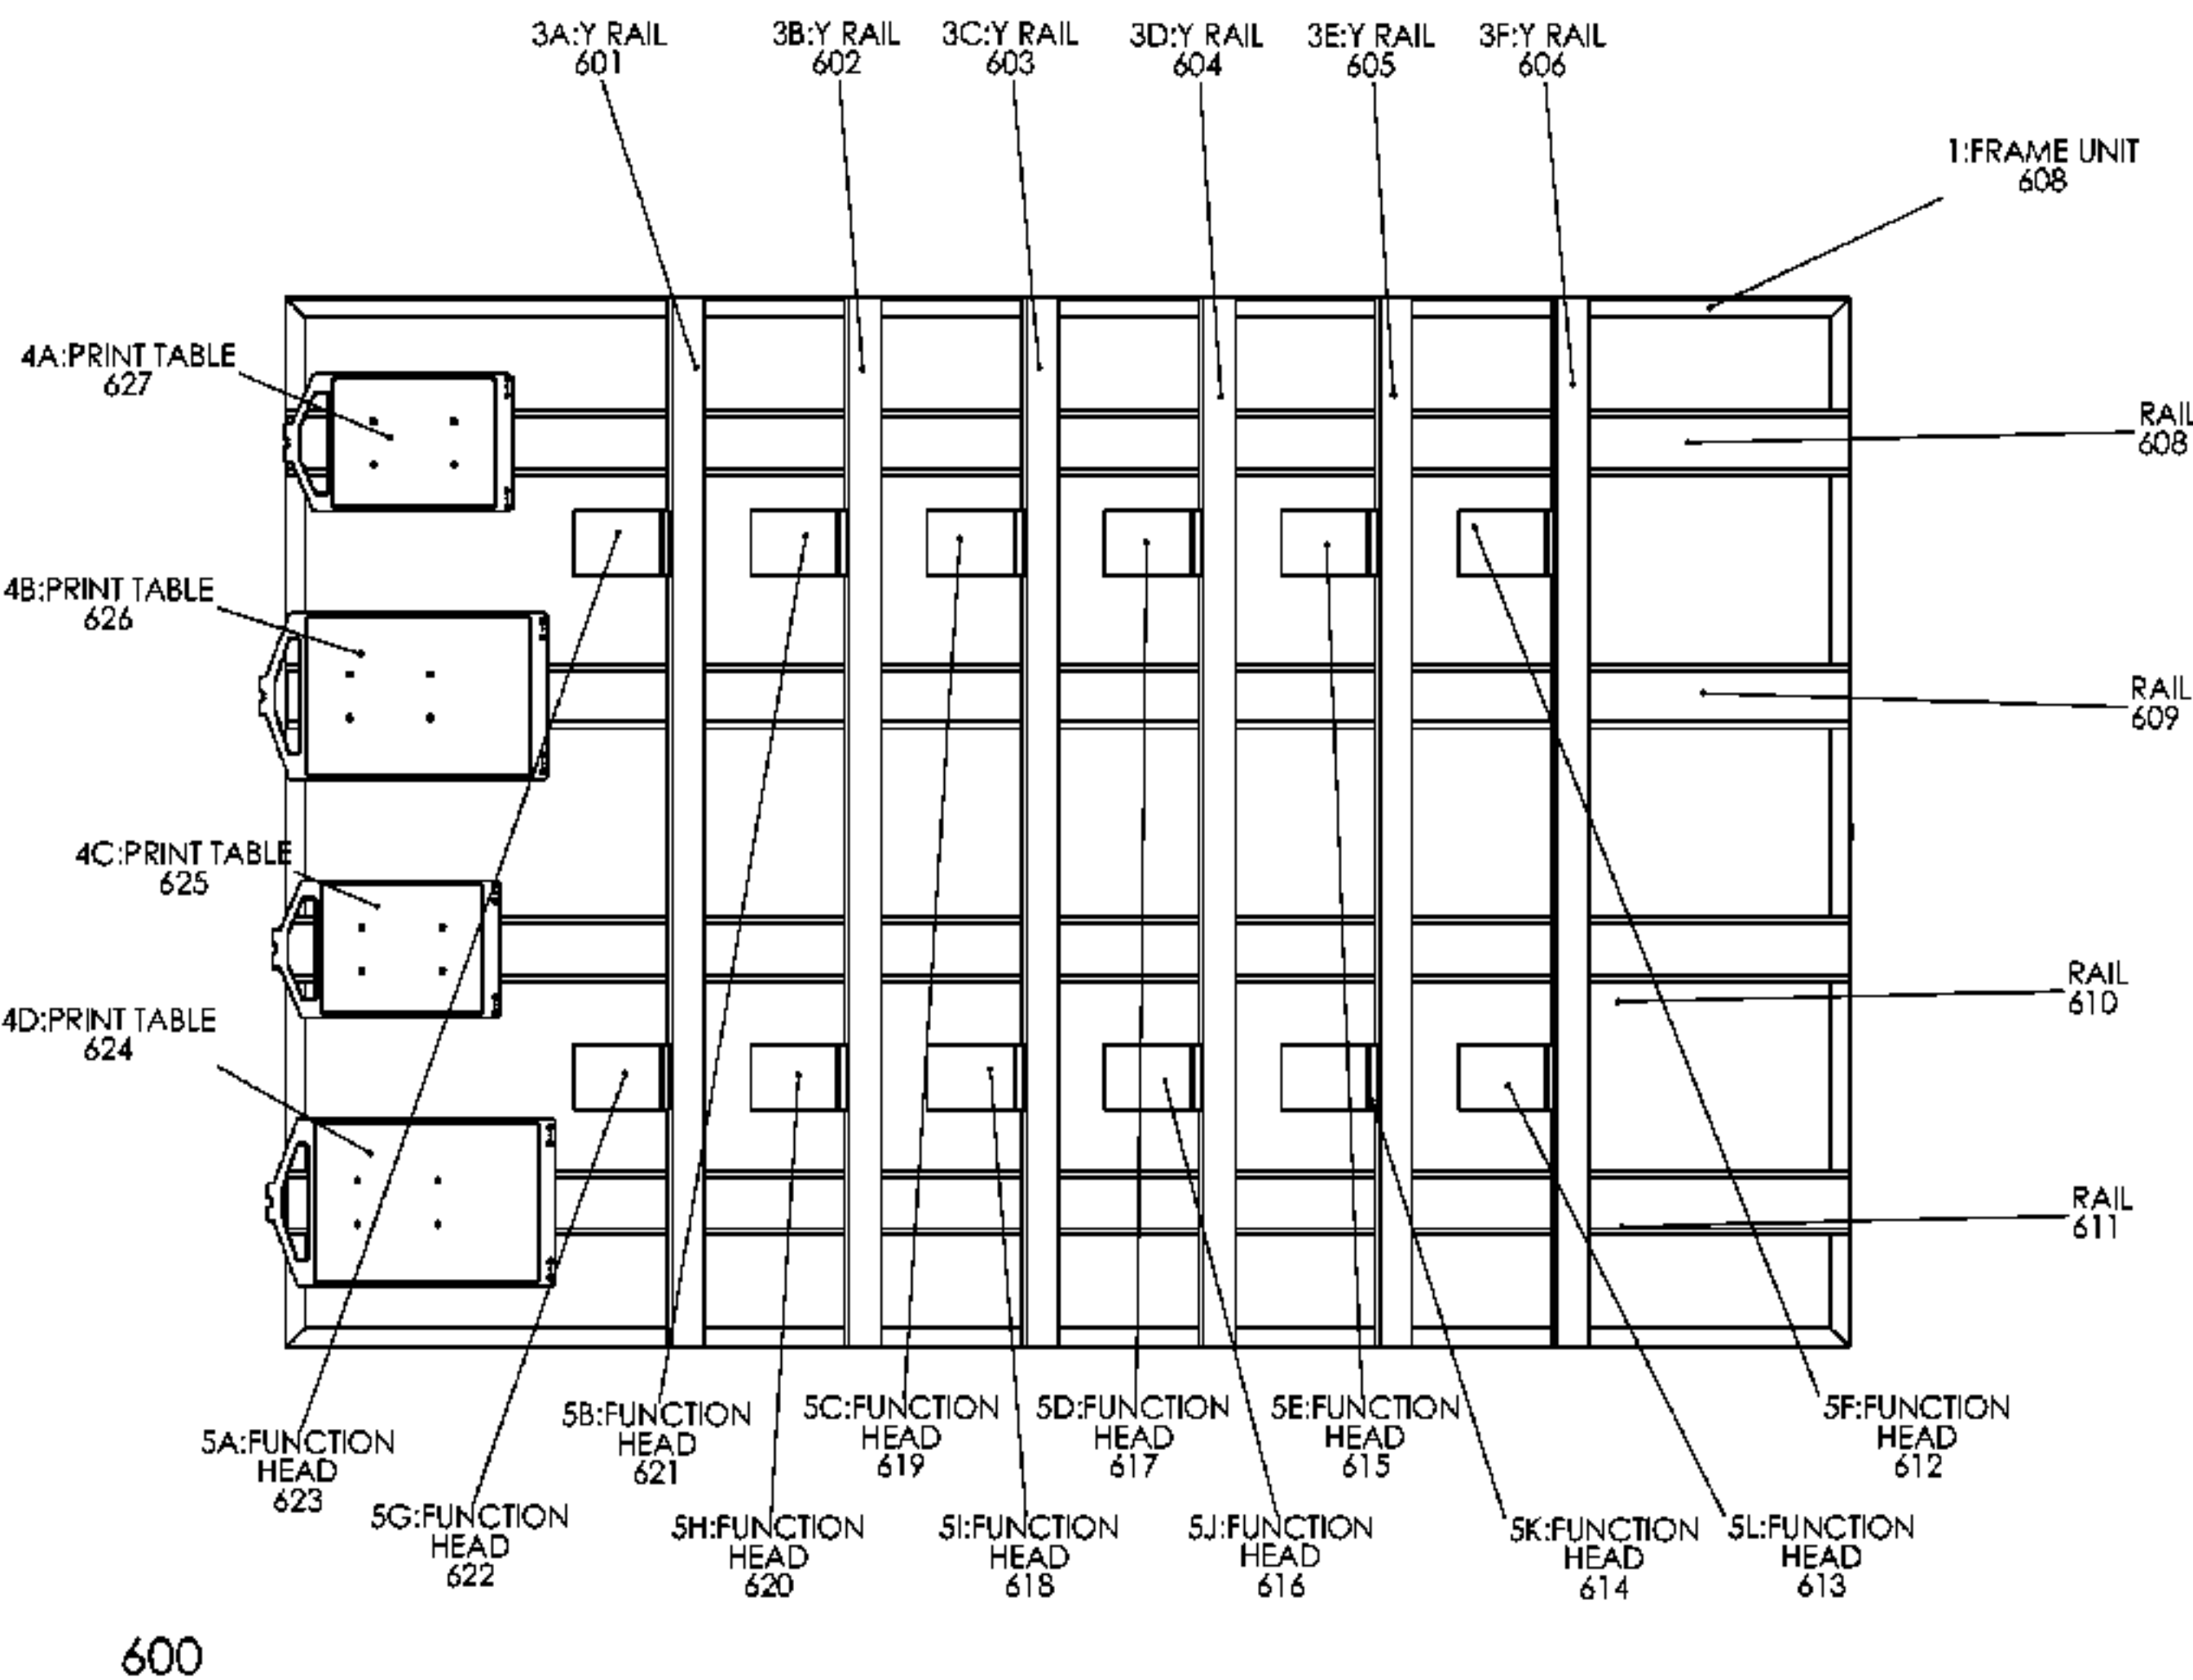 3A:Y RAIL
601
3B:Y RAIL
602
3C:Y RAIL
603
3D:Y RAIL
604
3E:Y RAIL
605
3F:Y RAIL
606
1:FRAME UNIT
608
4A:PRINT TABLE
627
RAIL
608
4B:PRINT TABLE
626
RAIL
609
4C:PRINT TABLE
625
RAIL
610
4D:PRINT TABLE
624
RAIL
611
5A:FUNCTION
HEAD
623
5G:FUNCTION
HEAD
622
5B:FUNCTION
HEAD
621
5H:FUNCTION
HEAD
620
5C:FUNCTION
HEAD
619
5I:FUNCTION
HEAD
618
5D:FUNCTION
HEAD
617
5J:FUNCTION
HEAD
616
5E:FUNCTION
HEAD
615
5K:FUNCTION
HEAD
614
5L:FUNCTION
HEAD
613
5F:FUNCTION
HEAD
612
600